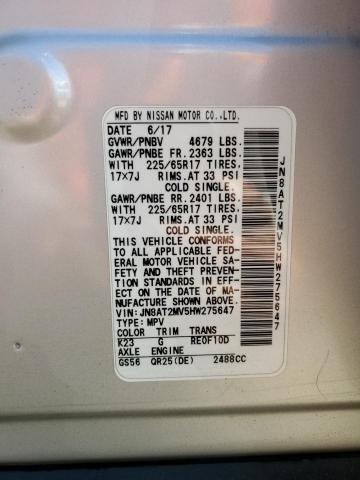 MFD BY NISSAN MOTOR CO.,LTD.
DATE 6/17
GVWR/PNBV 4679 LBS.
GAWR/PNBE FR. 2363 LBS.
WITH 225/65R17 TIRES.
17X7J RIMS.AT 33 PSI
COLD SINGLE.
GAWR/PNBE RR. 2401 LBS.
WITH 225/65R17 TIRES.
17X7J RIMS.AT 33 PSI
COLD SINGLE.
THIS VEHICLE CONFORMS
TO ALL APPLICABLE FED-
ERAL MOTOR VEHICLE SA-
FETY AND THEFT PREVEN-
TION STANDARDS IN EFF-
ECT ON THE DATE OF MA-
NUFACTURE SHOWN ABOVE.
VIN:JN8AT2MV5HW275647
TYPE:MPV
COLOR TRIM TRANS
K23 G RE0F10D
AXLE ENGINE
GS56 QR25(DE) 2488CC
JN8AT2MV5HW275647